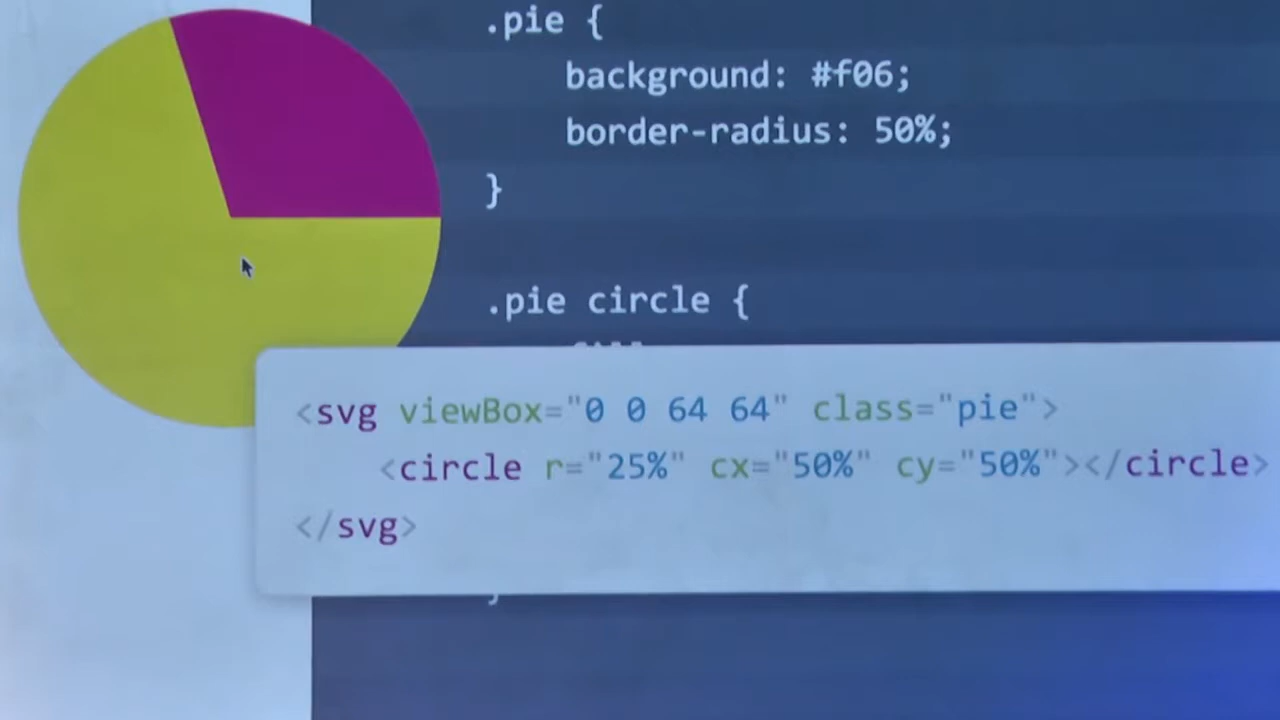 .pie {
background: #f06;
border-radius: 50%;
}
.pie circle {
<svg viewBox="0 0 64 64" class="pie">
<circle r="25%" cx="50%" cy="50%"></circle>
</svg>
}